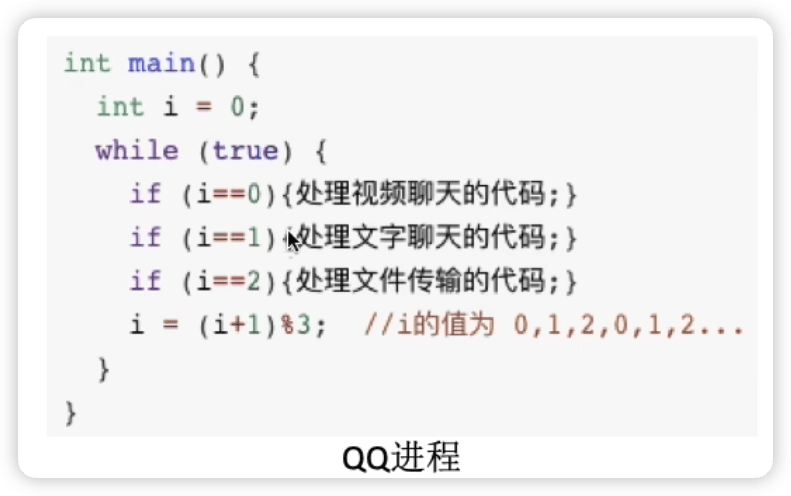 int main() {
int i = 0;
while (true) {
if (i==0){处理视频聊天的代码;}
if (i==1){处理文字聊天的代码;}
if (i==2){处理文件传输的代码;}
i = (i+1)%3; //i的值为 0,1,2,0,1,2...
}
}
QQ进程